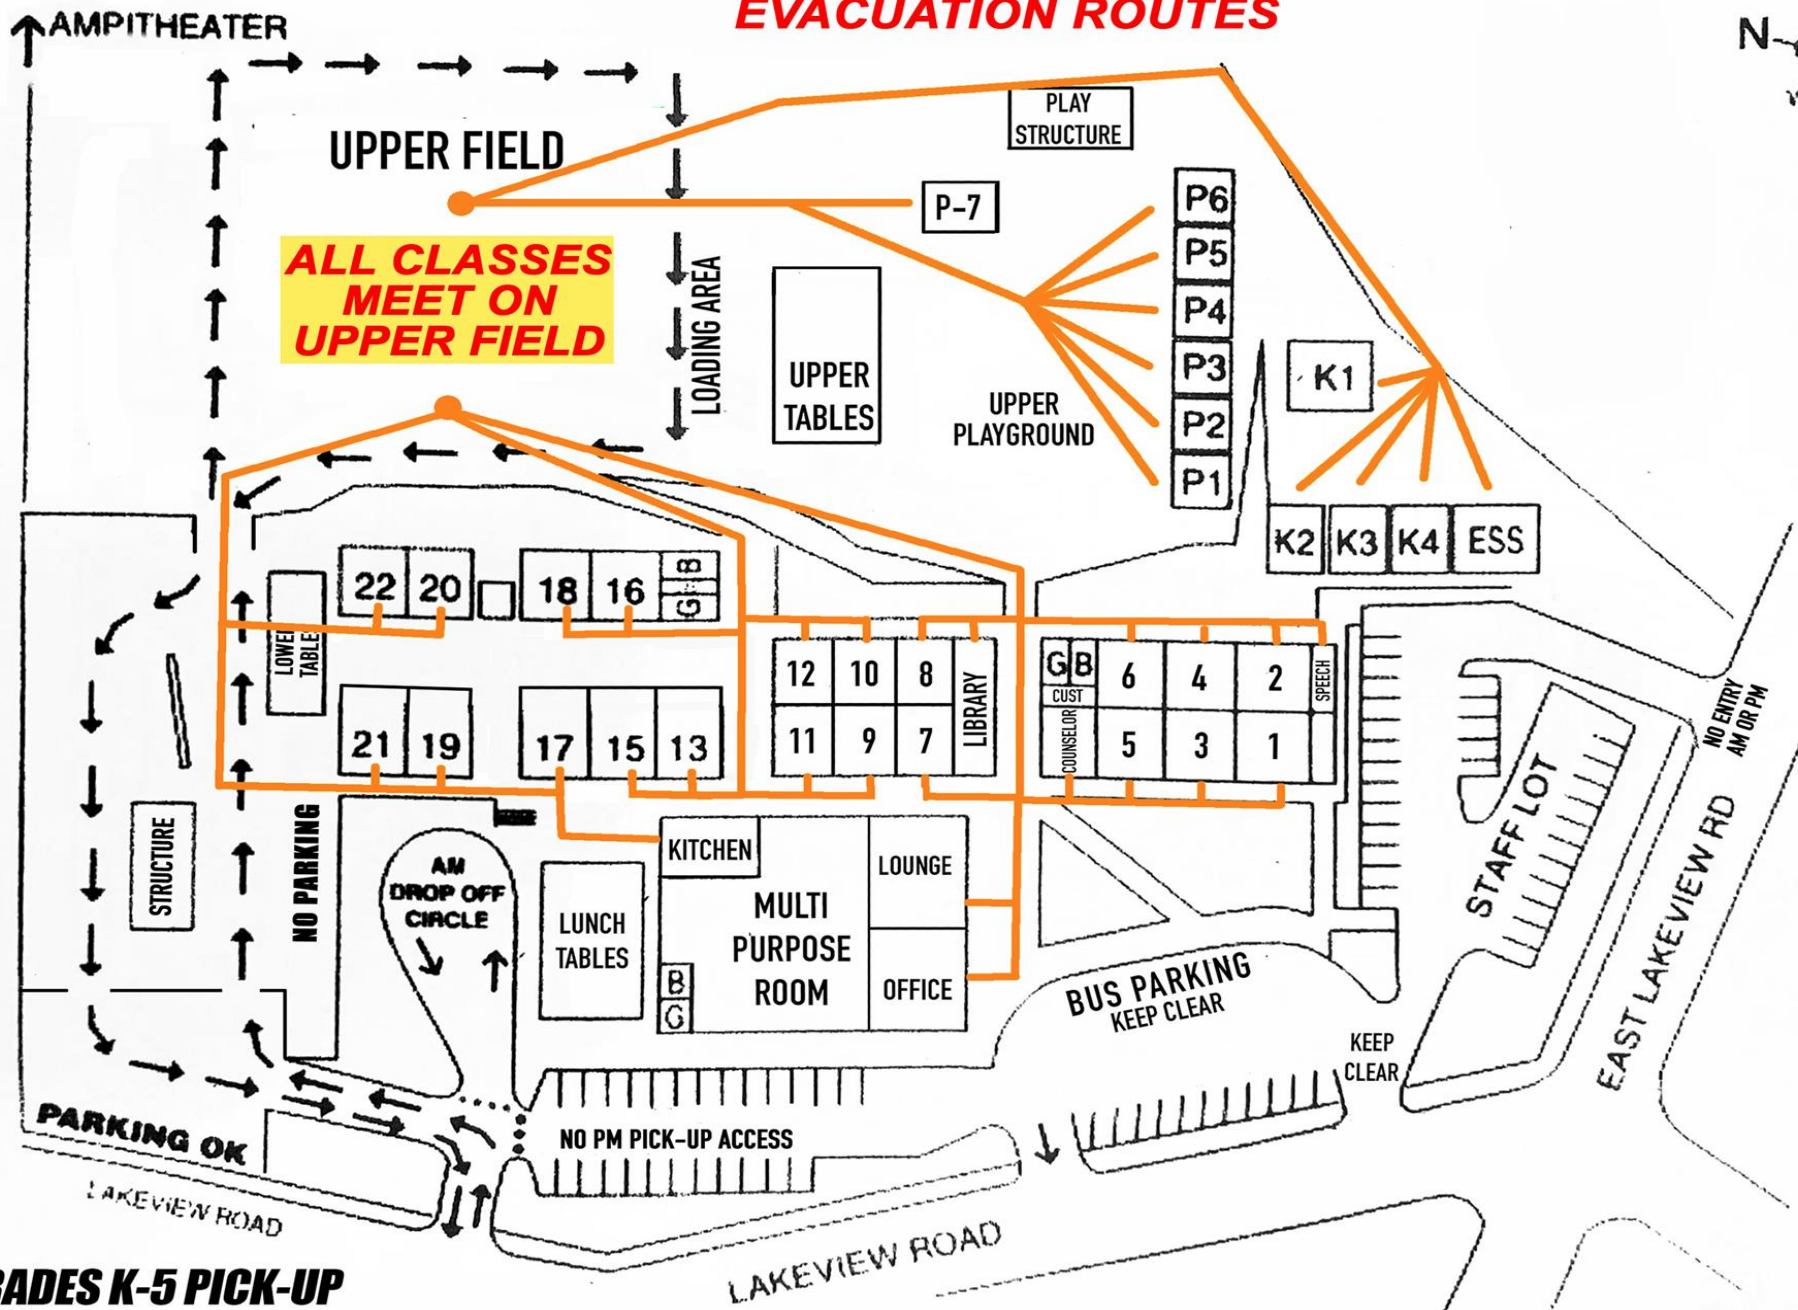 EVACUATION ROUTES
AMPITHEATER
N
PLAY
STRUCTURE
UPPER FIELD
P-7
P6
P5
P4
P3
P2
P1
ALL CLASSES
MEET ON
UPPER FIELD
LOADING AREA
UPPER
TABLES
UPPER
PLAYGROUND
K1
K2
K3
K4
ESS
22
20
18
16
B
G
LOWER
TABLE
21
19
17
15
13
12
10
8
LIBRARY
11
9
7
G
B
CUST
COUNSELOR
6
4
2
SPEECH
5
3
1
NO ENTRY
AM OR PM
STAFF LOT
EAST LAKEVIEW RD
STRUCTURE
NO PARKING
AM
DROP OFF
CIRCLE
LUNCH
TABLES
KITCHEN
LOUNGE
MULTI
PURPOSE
ROOM
OFFICE
B
G
BUS PARKING
KEEP CLEAR
KEEP
CLEAR
PARKING OK
NO PM PICK-UP ACCESS
LAKEVIEW ROAD
LAKEVIEW ROAD
RADES K-5 PICK-UP